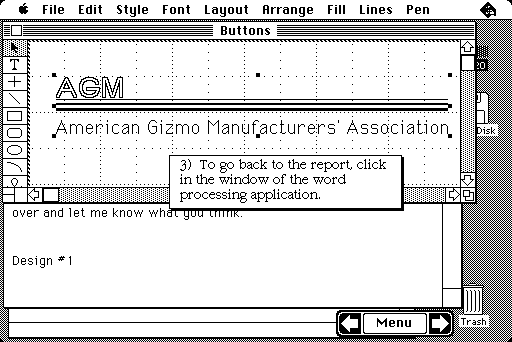 File Edit Style Font Layout Arrange Fill Lines Pen
Buttons
T
AGM
American Gizmo Manufacturers' Association
3) To go back to the report, click
in the window of the word
processing application.
over and let me know what you think.
Design #1
Disk
Menu
Trash